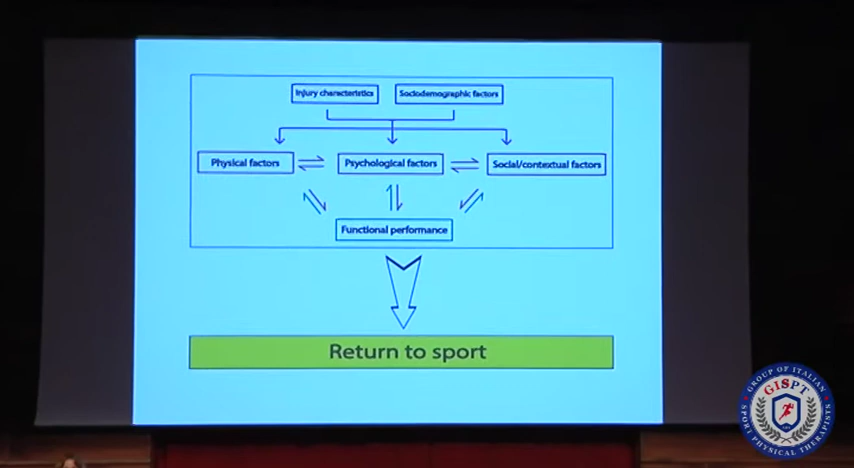 Injury characteristics
Sociodemographic factors
Physical factors
Psychological factors
Social/contextual factors
Functional performance
Return to sport
GROUP OF ITALIAN
GISPT
SPORT PHYSICAL THERAPISTS